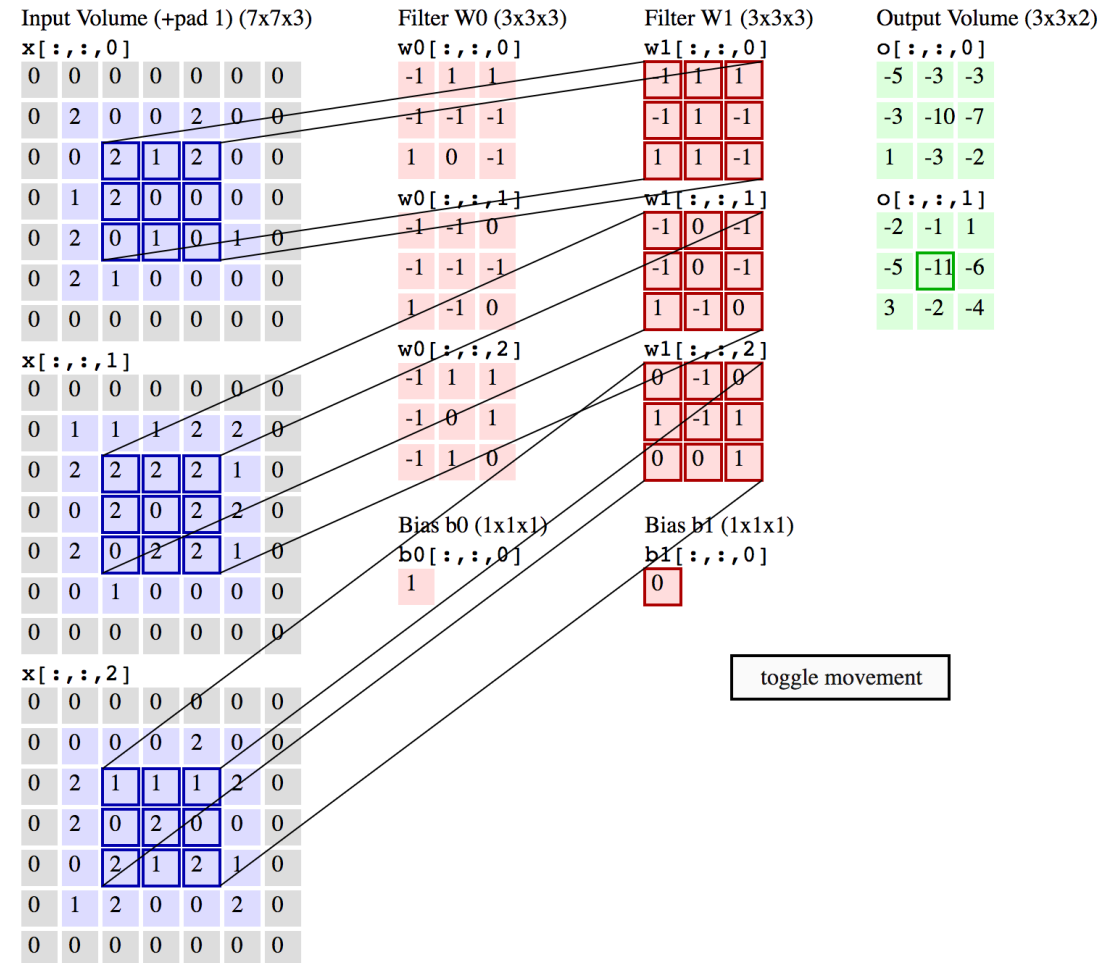 Input Volume (+pad 1) (7x7x3)
x[:,:,0]
0 0 0 0 0 0 0
0 2 0 0 2 0 0
0 0 2 1 2 0 0
0 1 2 0 0 0 0
0 2 0 1 0 1 0
0 2 1 0 0 0 0
0 0 0 0 0 0 0
x[:,:,1]
0 0 0 0 0 0 0
0 1 1 1 2 2 0
0 2 2 2 2 1 0
0 0 2 0 2 2 0
0 2 0 2 2 1 0
0 0 1 0 0 0 0
0 0 0 0 0 0 0
x[:,:,2]
0 0 0 0 0 0 0
0 0 0 0 2 0 0
0 2 1 1 1 2 0
0 2 0 2 0 0 0
0 0 2 1 2 1 0
0 1 2 0 0 2 0
0 0 0 0 0 0 0
Filter W0 (3x3x3)
w0[:,:,0]
-1 1 1
-1 -1 -1
1 0 -1
w0[:,:,1]
-1 -1 0
-1 -1 -1
1 -1 0
w0[:,:,2]
-1 1 1
-1 0 1
-1 1 0
Bias b0 (1x1x1)
b0[:,:,0]
1
Filter W1 (3x3x3)
w1[:,:,0]
-1 1 1
-1 1 -1
1 1 -1
w1[:,:,1]
-1 0 -1
-1 0 -1
1 -1 0
w1[:,:,2]
0 -1 0
1 -1 1
0 0 1
Bias b1 (1x1x1)
b1[:,:,0]
0
Output Volume (3x3x2)
o[:,:,0]
-5 -3 -3
-3 -10 -7
1 -3 -2
o[:,:,1]
-2 -1 1
-5 -11 -6
3 -2 -4
toggle movement